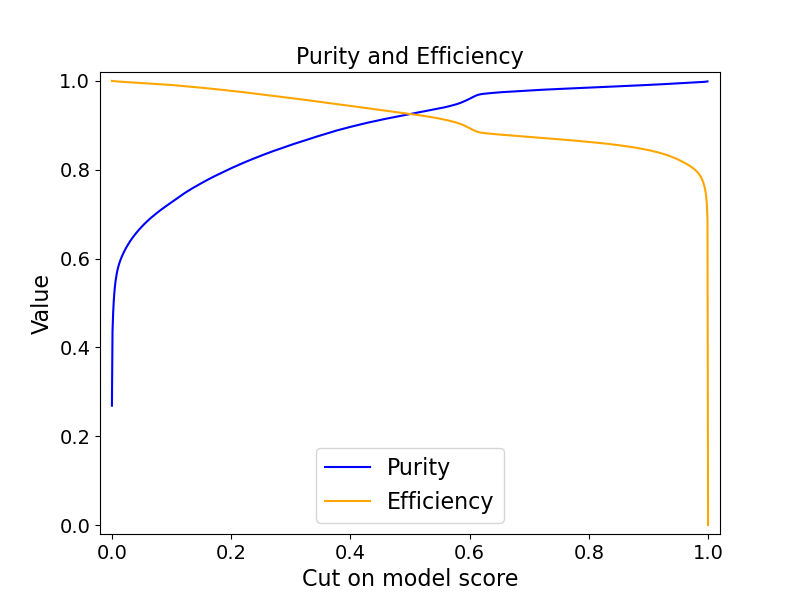 Purity and Efficiency
1.0
0.8
0.6
0.4
0.2
0.0
Value
Purity
Efficiency
0.0 0.2 0.4 0.6 0.8 1.0
Cut on model score